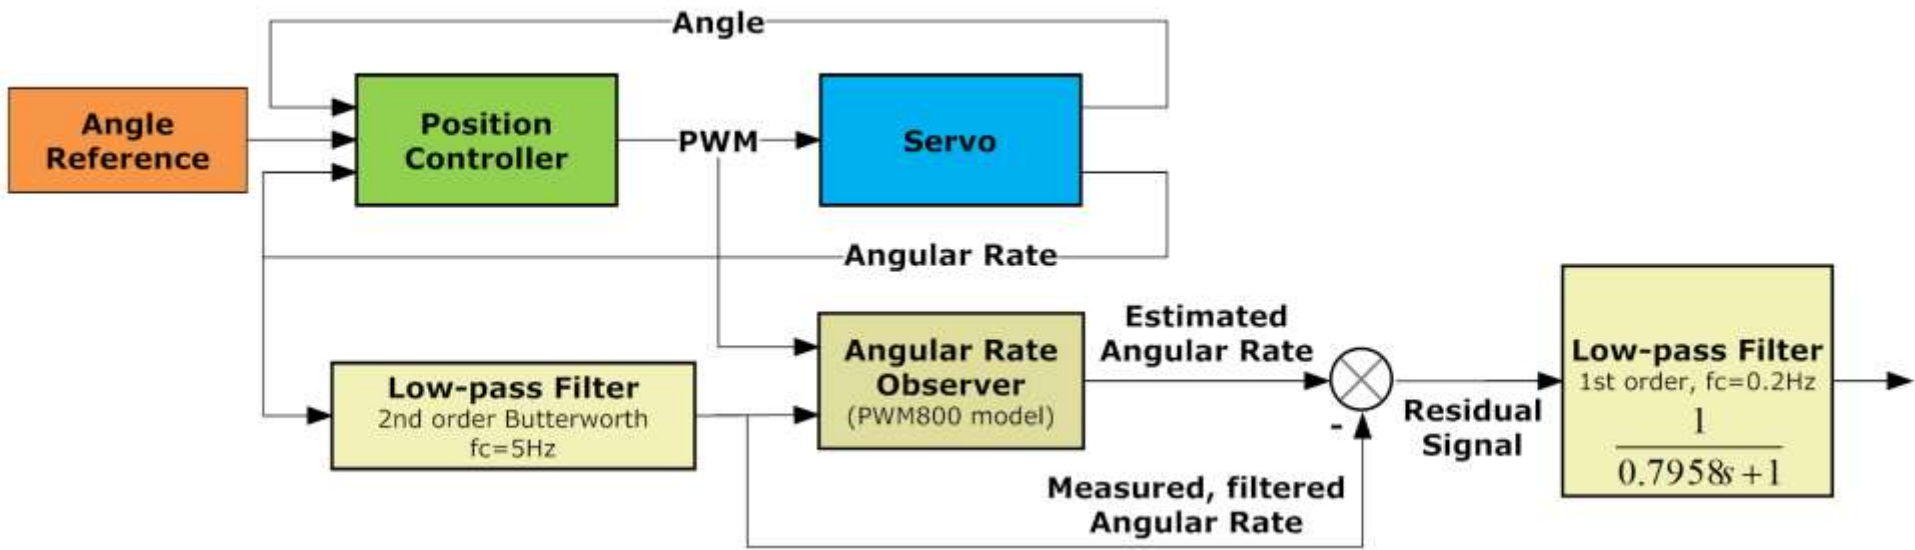 Angle
Angle
Reference
Position
Controller
PWM
Servo
Angular Rate
Low-pass Filter
2nd order Butterworth
fc=5Hz
Angular Rate
Observer
(PWM800 model)
Estimated
Angular Rate
-
Measured, filtered
Angular Rate
Residual
Signal
Low-pass Filter
1st order, fc=0.2Hz
1
0.7958s+1